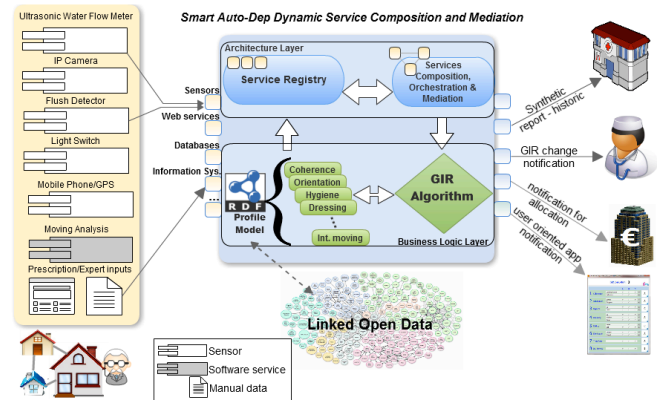 Smart Auto-Dep Dynamic Service Composition and Mediation
Ultrasonic Water Flow Meter
IP Camera
Flush Detector
Light Switch
Mobile Phone/GPS
Moving Analysis
Prescription/Expert inputs
Sensors
Web services
Databases
Information Sys.
...
Architecture Layer
Service Registry
Services
Composition,
Orchestration &
Mediation
RDF
Profile
Model
Coherence
Orientation
Hygiene
Dressing
Int. moving
GIR
Algorithm
Business Logic Layer
Synthetic
report - historic
GIR change
notification
notification for
allocation
user oriented app
notification
€
Linked Open Data
Sensor
Software service
Manual data